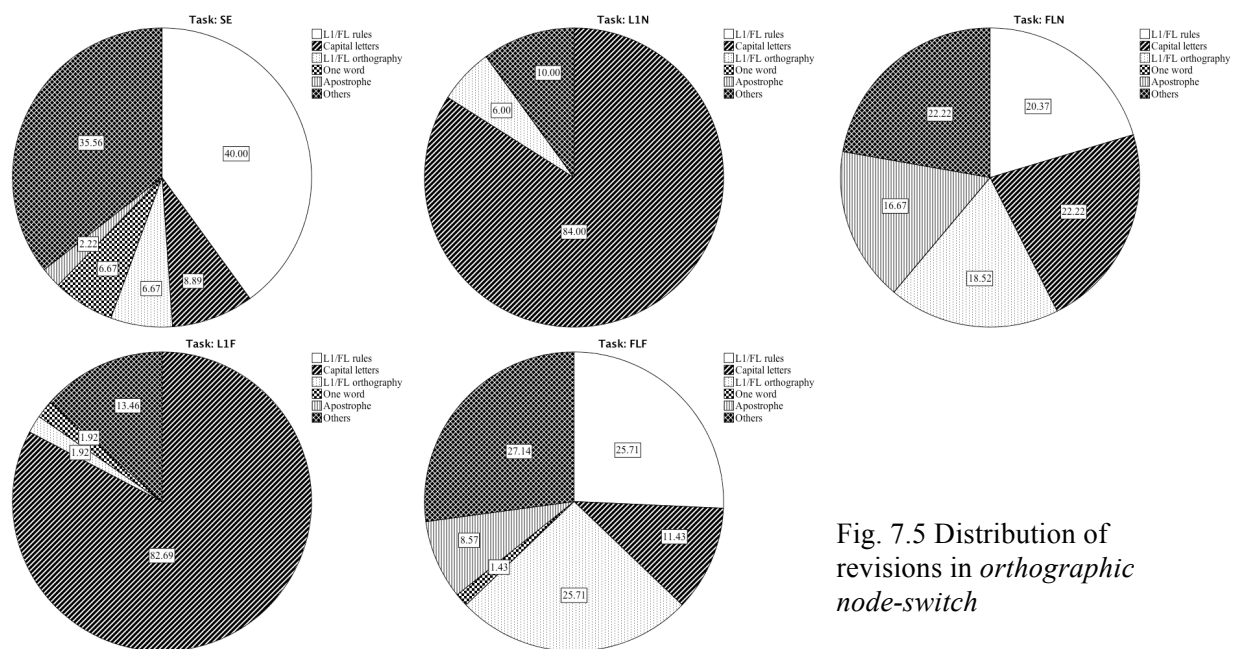 Task: SE
L1/FL rules
Capital letters
L1/FL orthography
One word
Apostrophe
Others
35.56
40.00
2.22
6.67
6.67
8.89
Task: L1N
L1/FL rules
Capital letters
L1/FL orthography
One word
Apostrophe
Others
10.00
6.00
84.00
Task: FLN
L1/FL rules
Capital letters
L1/FL orthography
One word
Apostrophe
Others
22.22
20.37
16.67
22.22
18.52
Task: L1F
L1/FL rules
Capital letters
L1/FL orthography
One word
Apostrophe
Others
13.46
1.92
1.92
82.69
Task: FLF
L1/FL rules
Capital letters
L1/FL orthography
One word
Apostrophe
Others
27.14
25.71
8.57
11.43
1.43
25.71
Fig. 7.5 Distribution of
revisions in orthographic
node-switch